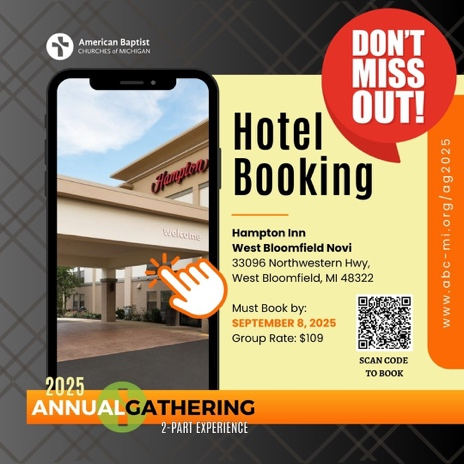 American Baptist
CHURCHES of MICHIGAN
DON'T
MISS
OUT!
Hotel
Booking
Hampton
Welcome
Hampton Inn
West Bloomfield Novi
33096 Northwestern Hwy,
West Bloomfield, MI 48322
Must Book by:
SEPTEMBER 8, 2025
Group Rate: $109
SCAN CODE
TO BOOK
www.abc-mi.org/ag2025
2025
ANNUAL GATHERING
2-PART EXPERIENCE